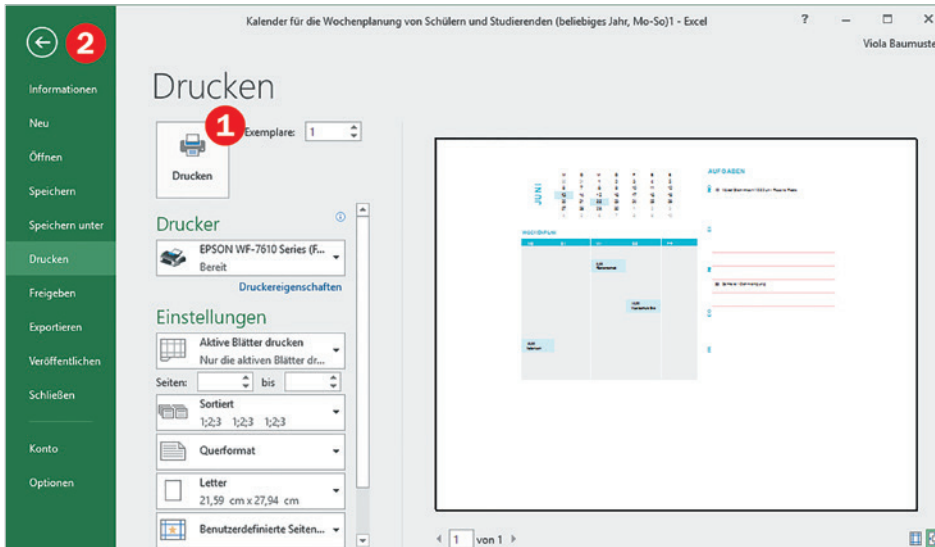 Kalender für die Wochenplanung von Schülern und Studierenden (beliebiges Jahr, Mo-So)1 - Excel
?
Viola Baumuste
2
Informationen
Neu
Öffnen
Speichern
Speichern unter
Drucken
Freigeben
Exportieren
Veröffentlichen
Schließen
Konto
Optionen
Drucken
1
Exemplare: 1
Drucken
Drucker
EPSON WF-7610 Series (F...
Bereit
Druckereigenschaften
Einstellungen
Aktive Blätter drucken
Nur die aktiven Blätter dr...
Seiten: bis
Sortiert
1;2;3 1;2;3 1;2;3
Querformat
Letter
21,59 cm x 27,94 cm
Benutzerdefinierte Seiten...
JUNI
AUFGABEN
WOCHENPLAN
1 von 1